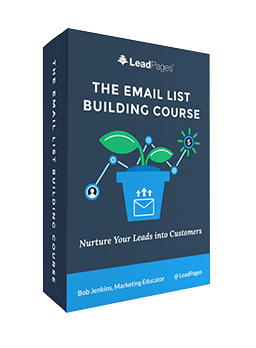 LeadPages®
THE EMAIL LIST
BUILDING COURSE
$
Nurture Your Leads into Customers
Bob Jenkins, Marketing Educator @LeadPages
THE EMAIL LIST BUILDING COURSE